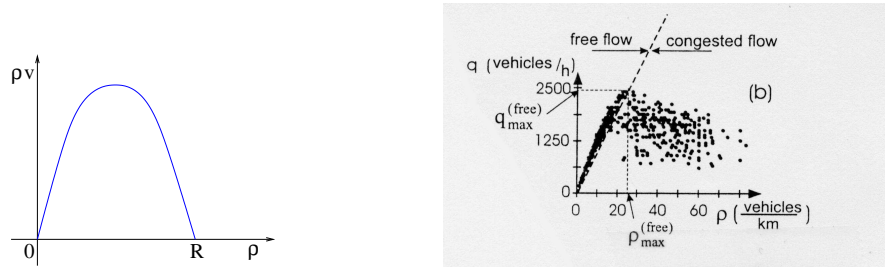 ρv
0
R
ρ
free flow
congested flow
q (vehicles/h)
(b)
2500
q max (free)
1250
0
0 20 40 60
ρ (vehicles/km)
ρ max (free)